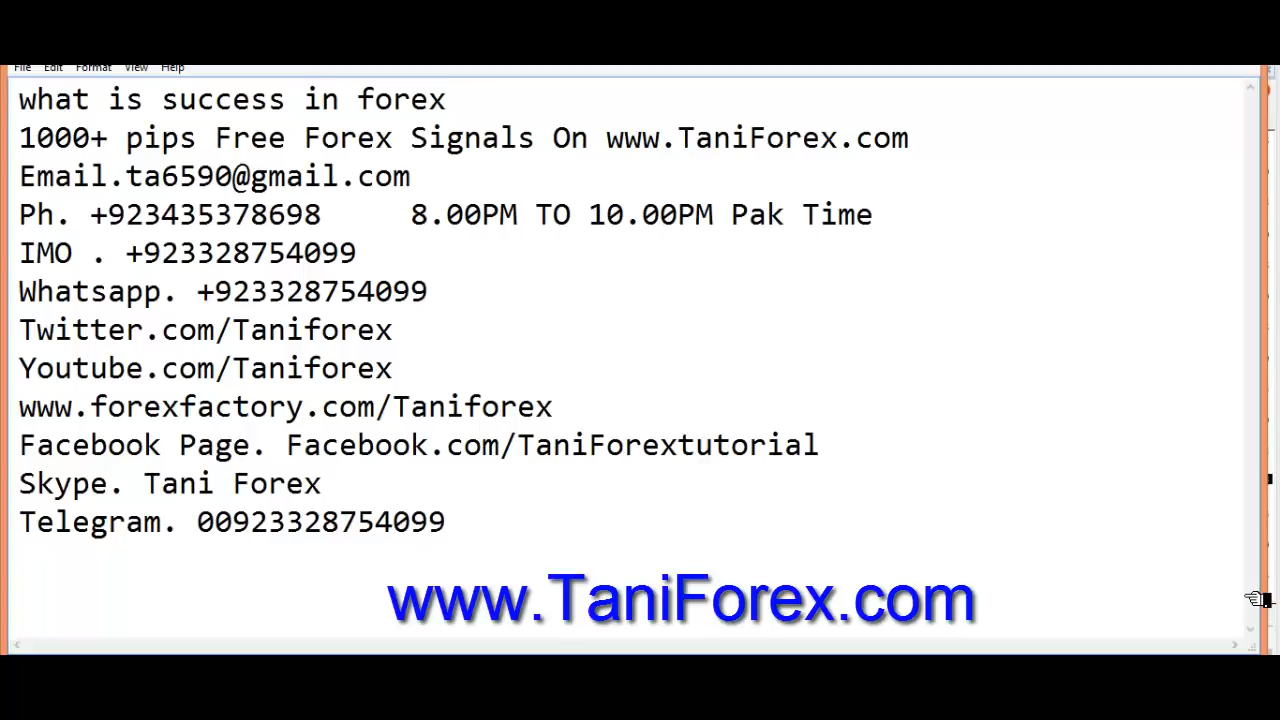 File Edit Format View Help
what is success in forex
1000+ pips Free Forex Signals On www.TaniForex.com
Email.ta6590@gmail.com
Ph. +923435378698 8.00PM TO 10.00PM Pak Time
IMO . +923328754099
Whatsapp. +923328754099
Twitter.com/Taniforex
Youtube.com/Taniforex
www.forexfactory.com/Taniforex
Facebook Page. Facebook.com/TaniForextutorial
Skype. Tani Forex
Telegram. 00923328754099
www.TaniForex.com